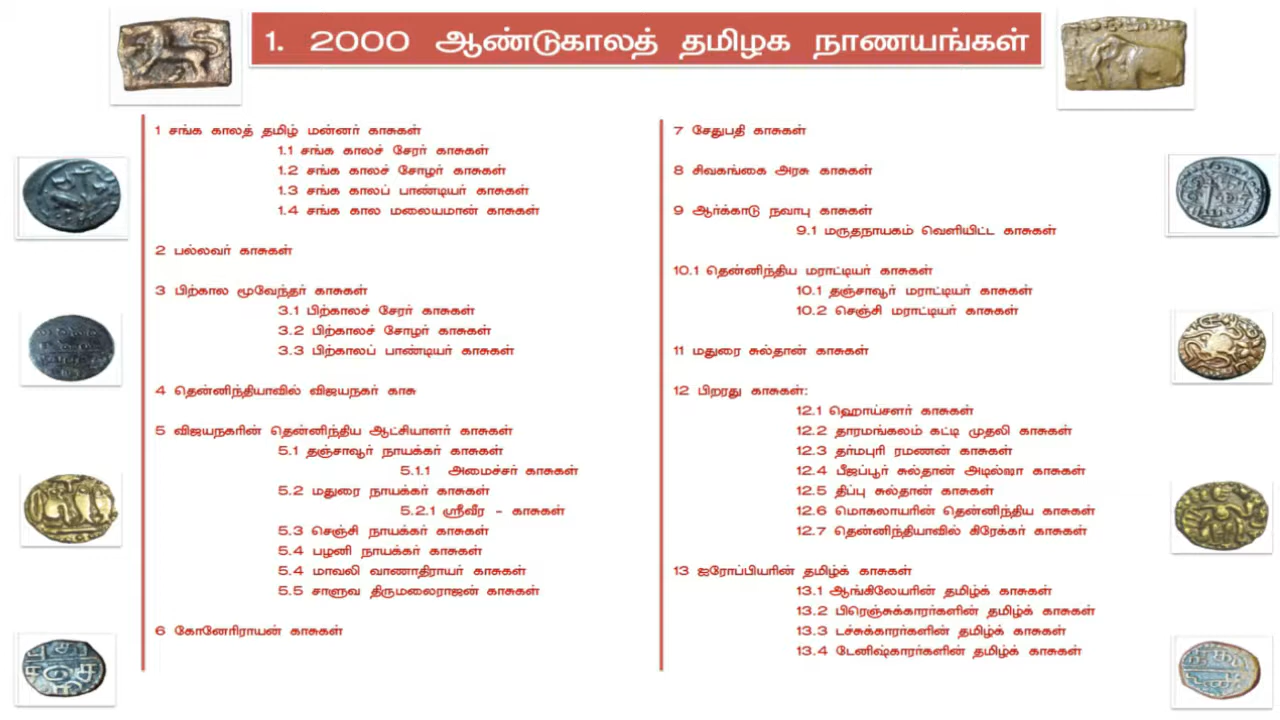 1. 2000 ஆண்டுகாலத் தமிழக நாணயங்கள்
1 சங்க காலத் தமிழ் மன்னர் காசுகள்
1.1 சங்க காலச் சேரர் காசுகள்
1.2 சங்க காலச் சோழர் காசுகள்
1.3 சங்க காலப் பாண்டியர் காசுகள்
1.4 சங்க கால மலையமான் காசுகள்
2 பல்லவர் காசுகள்
3 பிற்கால மூவேந்தர் காசுகள்
3.1 பிற்காலச் சேரர் காசுகள்
3.2 பிற்காலச் சோழர் காசுகள்
3.3 பிற்காலப் பாண்டியர் காசுகள்
4 தென்னிந்தியாவில் விஜயநகர் காசு
5 விஜயநகரின் தென்னிந்திய ஆட்சியாளர் காசுகள்
5.1 தஞ்சாவூர் நாயக்கர் காசுகள்
5.1.1 அமைச்சர் காசுகள்
5.2 மதுரை நாயக்கர் காசுகள்
5.2.1 ஸ்ரீவீர - காசுகள்
5.3 செஞ்சி நாயக்கர் காசுகள்
5.4 பழனி நாயக்கர் காசுகள்
5.4 மாவலி வாணாதிராயர் காசுகள்
5.5 சாளுவ திருமலைராஜன் காசுகள்
6 கோனேரிராயன் காசுகள்
7 சேதுபதி காசுகள்
8 சிவகங்கை அரசு காசுகள்
9 ஆர்க்காடு நவாபு காசுகள்
9.1 மருதநாயகம் வெளியிட்ட காசுகள்
10.1 தென்னிந்திய மராட்டியர் காசுகள்
10.1 தஞ்சாவூர் மராட்டியர் காசுகள்
10.2 செஞ்சி மராட்டியர் காசுகள்
11 மதுரை சுல்தான் காசுகள்
12 பிறரது காசுகள்:
12.1 ஹொய்சளர் காசுகள்
12.2 தாரமங்கலம் கட்டி முதலி காசுகள்
12.3 தர்மபுரி ரமணன் காசுகள்
12.4 பீஜப்பூர் சுல்தான் அடில்ஷா காசுகள்
12.5 திப்பு சுல்தான் காசுகள்
12.6 மொகலாயரின் தென்னிந்திய காசுகள்
12.7 தென்னிந்தியாவில் கிரேக்கர் காசுகள்
13 ஐரோப்பியரின் தமிழ்க் காசுகள்
13.1 ஆங்கிலேயரின் தமிழ்க் காசுகள்
13.2 பிரெஞ்சுக்காரர்களின் தமிழ்க் காசுகள்
13.3 டச்சுக்காரர்களின் தமிழ்க் காசுகள்
13.4 டேனிஷ்காரர்களின் தமிழ்க் காசுகள்